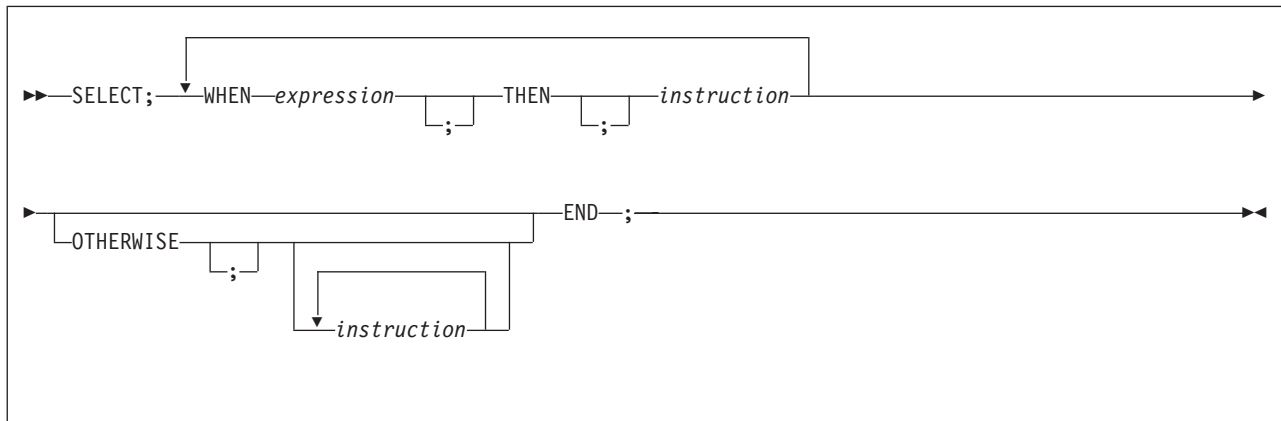 SELECT; WHEN expression THEN instruction
; ;
END ;
OTHERWISE
;
instruction